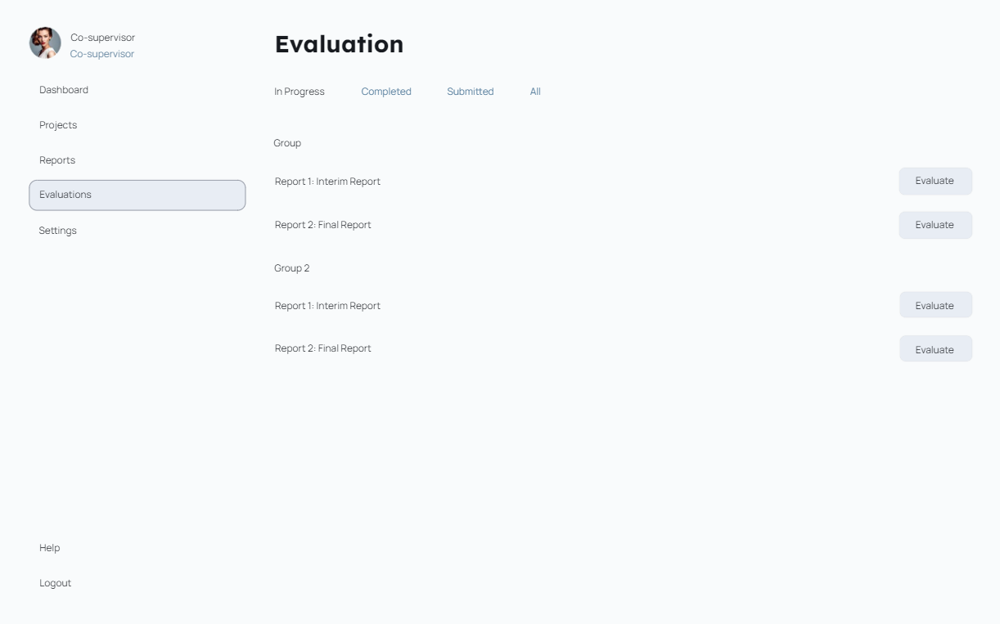 Co-supervisor
Co-supervisor
Dashboard
Projects
Reports
Evaluations
Settings
Help
Logout
Evaluation
In Progress Completed Submitted All
Group
Report 1: Interim Report Evaluate
Report 2: Final Report Evaluate
Group 2
Report 1: Interim Report Evaluate
Report 2: Final Report Evaluate